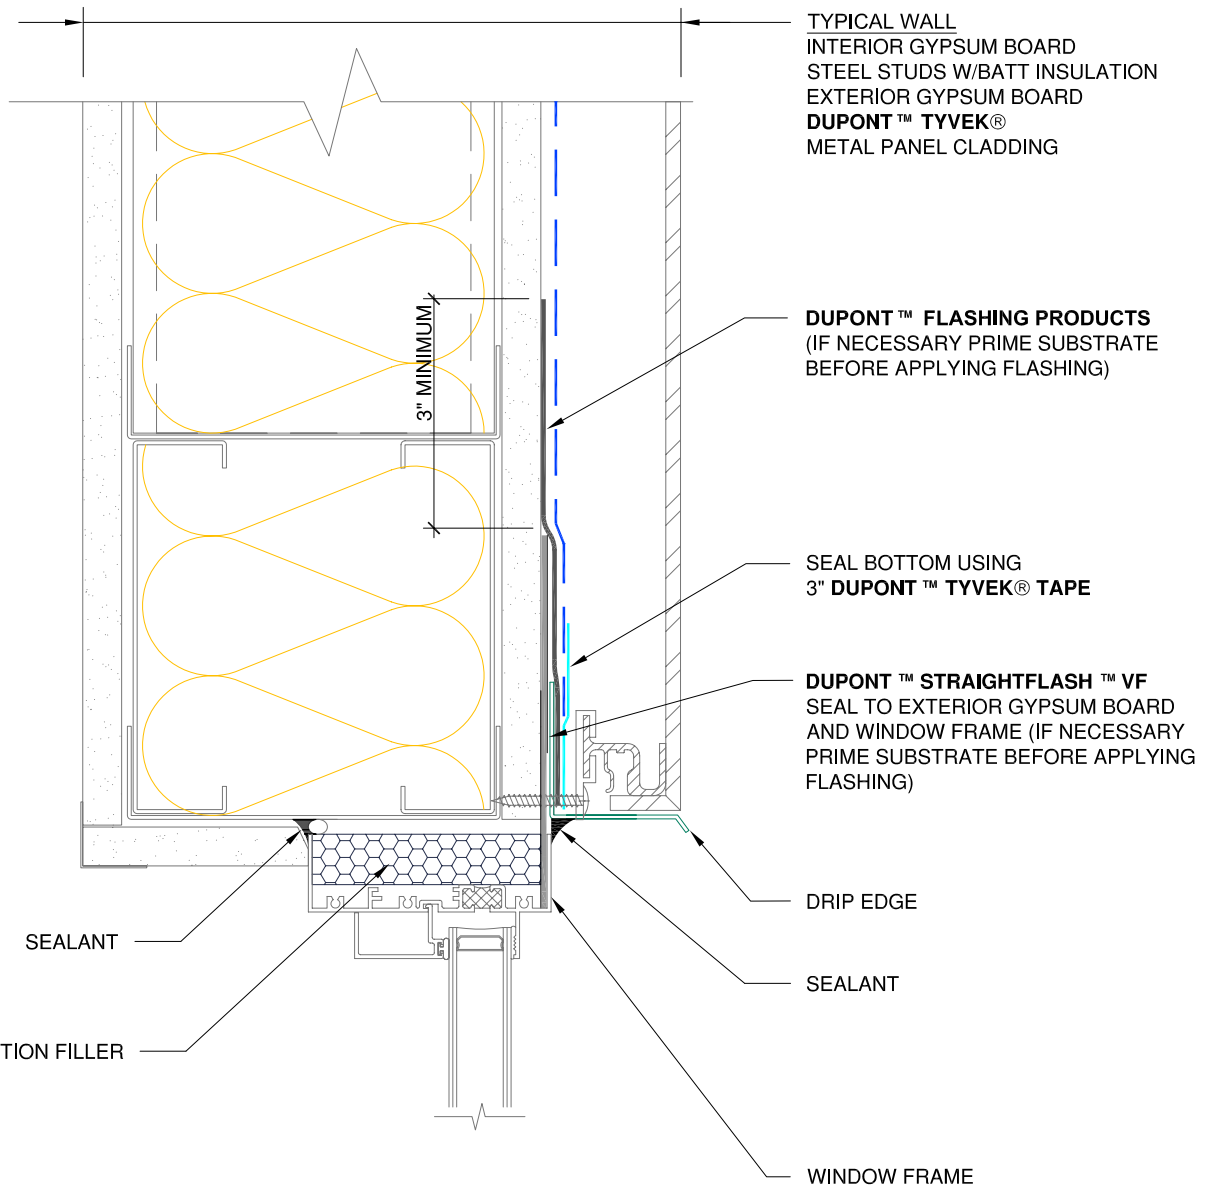 TYPICAL WALL
INTERIOR GYPSUM BOARD
STEEL STUDS W/BATT INSULATION
EXTERIOR GYPSUM BOARD
DUPONT ™ TYVEK®
METAL PANEL CLADDING
3" MINIMUM
DUPONT ™ FLASHING PRODUCTS
(IF NECESSARY PRIME SUBSTRATE
BEFORE APPLYING FLASHING)
SEAL BOTTOM USING
3" DUPONT ™ TYVEK® TAPE
DUPONT ™ STRAIGHTFLASH ™ VF
SEAL TO EXTERIOR GYPSUM BOARD
AND WINDOW FRAME (IF NECESSARY
PRIME SUBSTRATE BEFORE APPLYING
FLASHING)
DRIP EDGE
SEALANT
SEALANT
TION FILLER
WINDOW FRAME